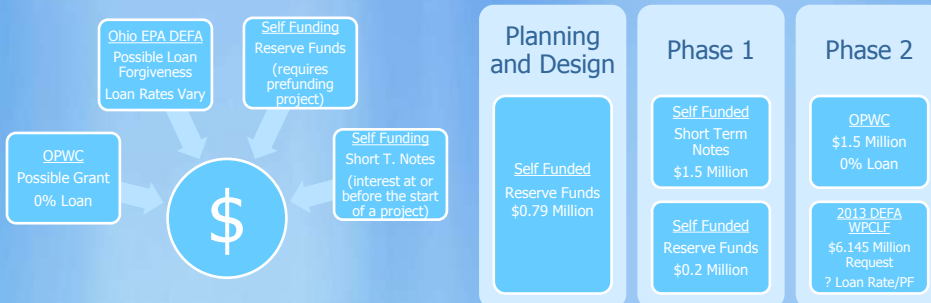 Ohio EPA DEFA
Possible Loan
Forgiveness
Loan Rates Vary
Self Funding
Reserve Funds
(requires
prefunding
project)
OPWC
Possible Grant
0% Loan
Self Funding
Short T. Notes
(interest at or
before the start
of a project)
$
Planning
and Design
Self Funded
Reserve Funds
$0.79 Million
Phase 1
Self Funded
Short Term
Notes
$1.5 Million
Self Funded
Reserve Funds
$0.2 Million
Phase 2
OPWC
$1.5 Million
0% Loan
2013 DEFA
WPCLF
$6.145 Million
Request
? Loan Rate/PF